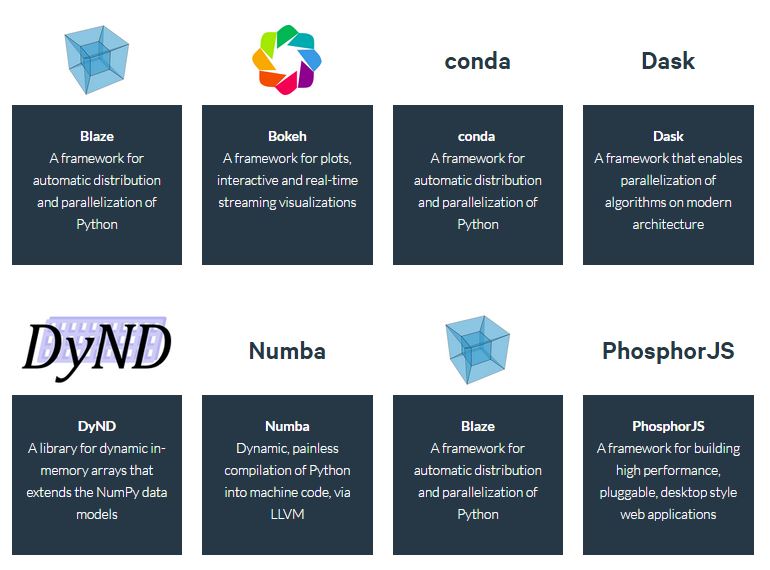 conda
Dask
Blaze
A framework for
automatic distribution
and parallelization of
Python
Bokeh
A framework for plots,
interactive and real-time
streaming visualizations
conda
A framework for
automatic distribution
and parallelization of
Python
Dask
A framework that enables
parallelization of
algorithms on modern
architecture
DyND
Numba
PhosphorJS
DyND
A library for dynamic in-
memory arrays that
extends the NumPy data
models
Numba
Dynamic, painless
compilation of Python
into machine code, via
LLVM
Blaze
A framework for
automatic distribution
and parallelization of
Python
PhosphorJS
A framework for building
high performance,
pluggable, desktop style
web applications